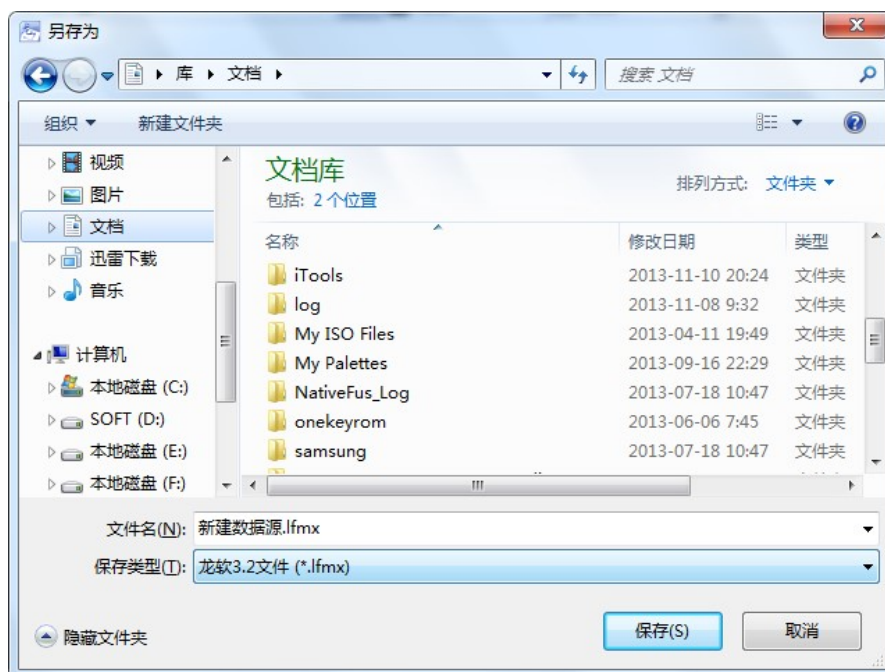 另存为
库 文档
搜索 文档
组织 新建文件夹
视频
图片
文档
迅雷下载
音乐
计算机
本地磁盘 (C:)
SOFT (D:)
本地磁盘 (E:)
本地磁盘 (F:)
文档库
包括: 2 个位置
排列方式: 文件夹
名称 修改日期 类型
iTools 2013-11-10 20:24 文件夹
log 2013-11-08 9:32 文件夹
My ISO Files 2013-04-11 19:49 文件夹
My Palettes 2013-09-16 22:29 文件夹
NativeFus_Log 2013-07-18 10:47 文件夹
onekeyrom 2013-06-06 7:45 文件夹
samsung 2013-07-18 10:47 文件夹
文件名(N): 新建数据源.lfmx
保存类型(T): 龙软3.2文件 (*.lfmx)
隐藏文件夹 保存(S) 取消